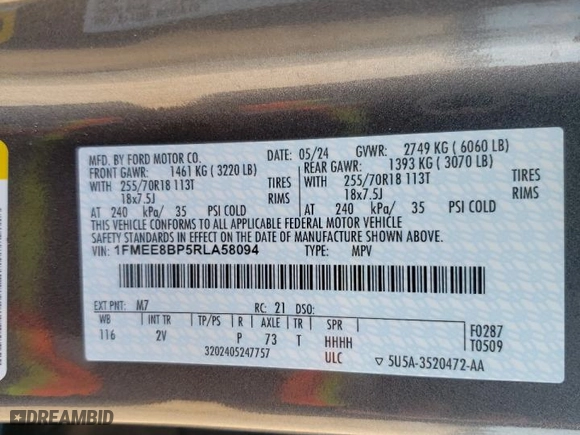 MFD. BY FORD MOTOR CO. DATE: 05/24 GVWR: 2749 KG ( 6060 LB)
FRONT GAWR: 1461 KG ( 3220 LB) REAR GAWR: 1393 KG ( 3070 LB)
WITH 255/70R18 113T TIRES WITH 255/70R18 113T TIRES
18x7.5J RIMS 18x7.5J RIMS
AT 240 kPa/ 35 PSI COLD AT 240 kPa/ 35 PSI COLD
THIS VEHICLE CONFORMS TO ALL APPLICABLE FEDERAL MOTOR VEHICLE
SAFETY STANDARDS IN EFFECT ON THE DATE OF MANUFACTURE SHOWN ABOVE.
VIN: 1FMEE8BP5RLA58094 TYPE: MPV
EXT PNT: M7 RC: 21 DSO:
WB INT TR TP/PS R AXLE TR SPR F0287
116 2V P 73 T HHHH T0509
3202405247757 ULC ▽ 5U5A-3520472-AA
DREAMBID